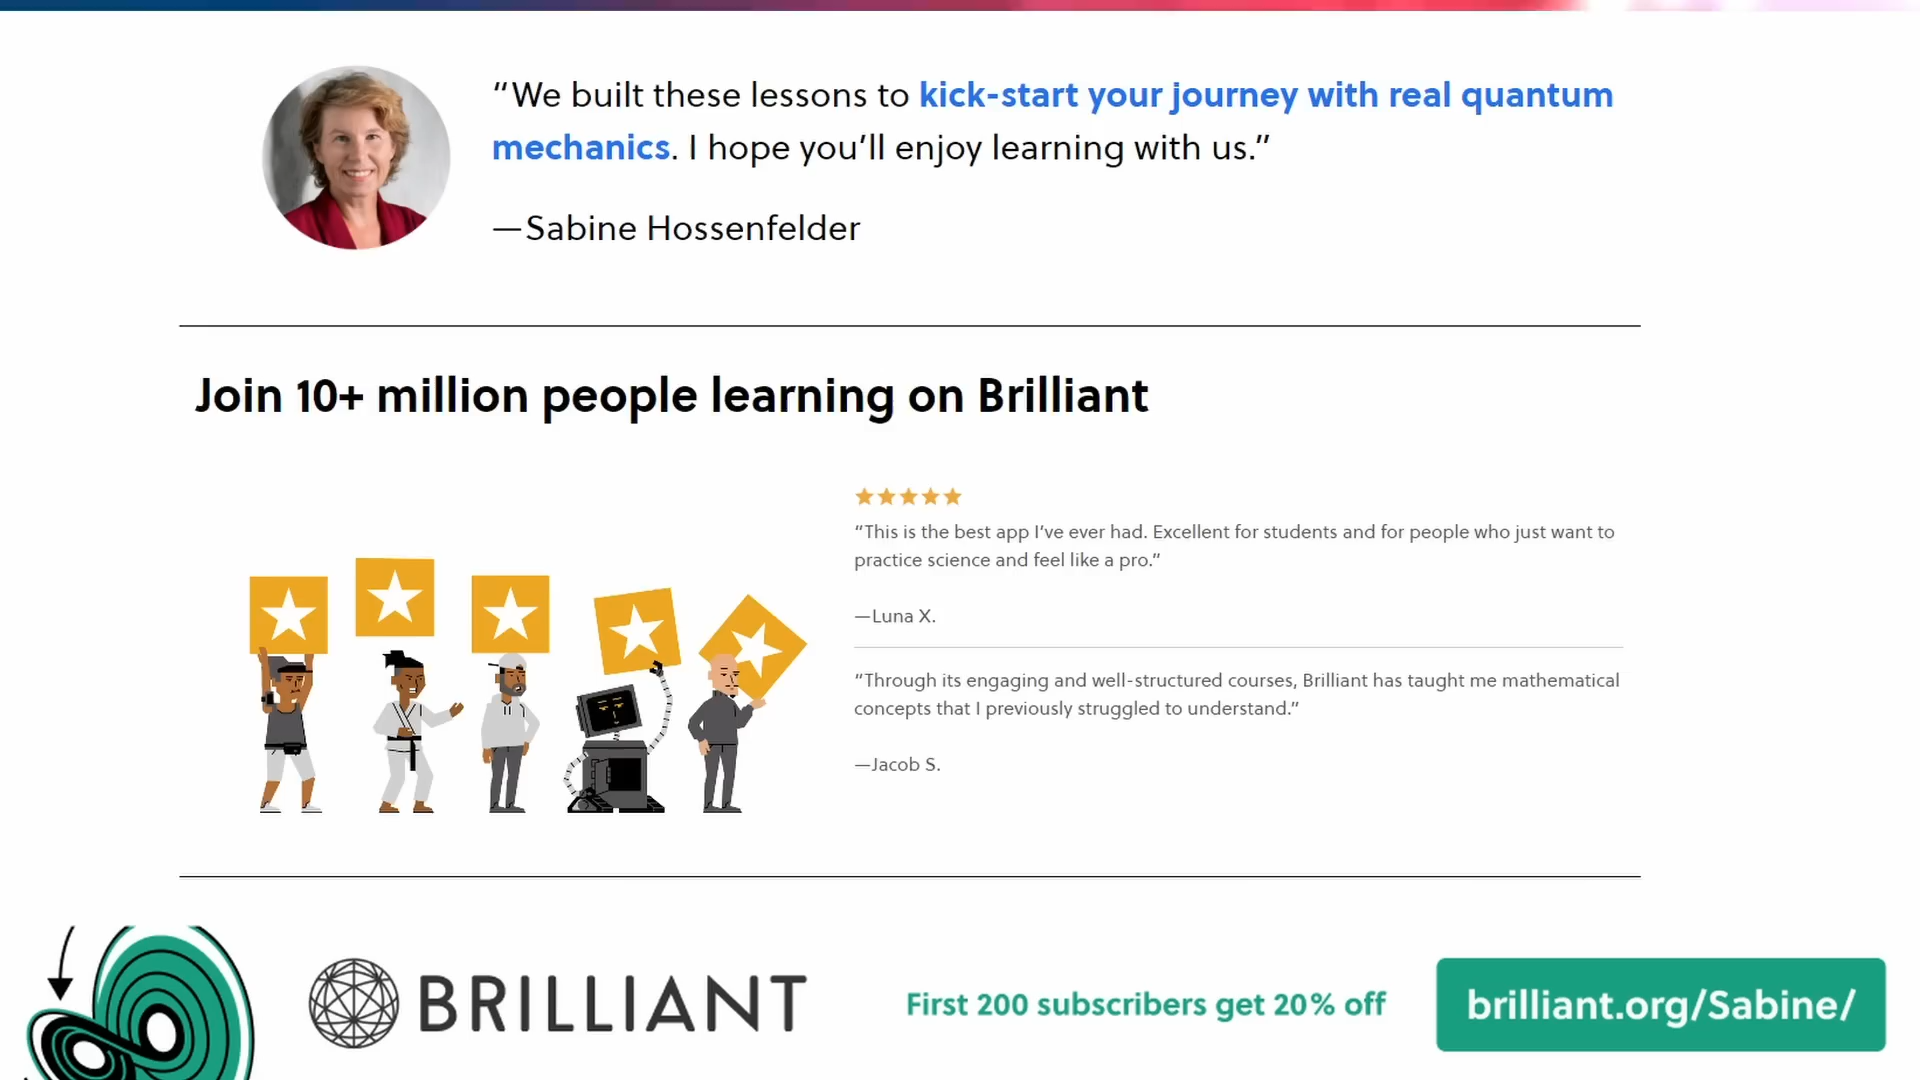 “We built these lessons to kick-start your journey with real quantum
mechanics. I hope you’ll enjoy learning with us.”
—Sabine Hossenfelder
Join 10+ million people learning on Brilliant
“This is the best app I’ve ever had. Excellent for students and for people who just want to
practice science and feel like a pro.”
—Luna X.
“Through its engaging and well-structured courses, Brilliant has taught me mathematical
concepts that I previously struggled to understand.”
—Jacob S.
BRILLIANT
First 200 subscribers get 20% off
brilliant.org/Sabine/